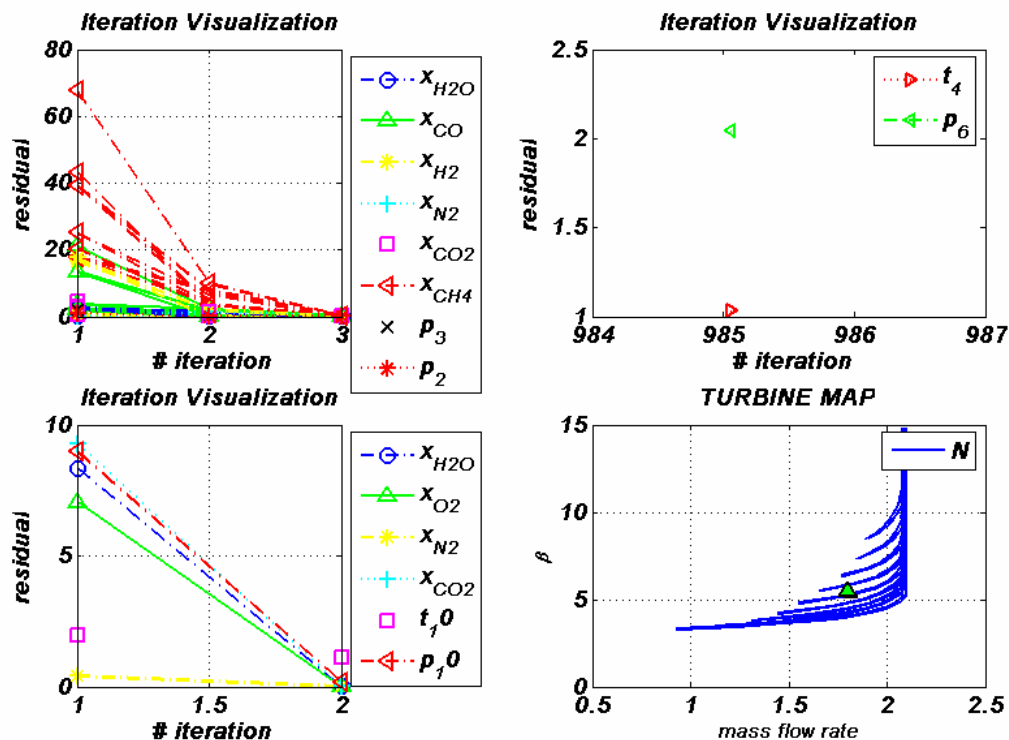 Iteration Visualization
80
60
40
20
0
residual
1
2
3
# iteration
x_H2O
x_CO
x_H2
x_N2
x_CO2
x_CH4
p_3
p_2
Iteration Visualization
2.5
2
1.5
1
residual
984
985
986
987
# iteration
t_4
p_6
Iteration Visualization
10
5
0
residual
1
1.5
2
# iteration
x_H2O
x_O2
x_N2
x_CO2
t_10
p_10
TURBINE MAP
15
10
5
0
β
0.5
1
1.5
2
2.5
mass flow rate
N